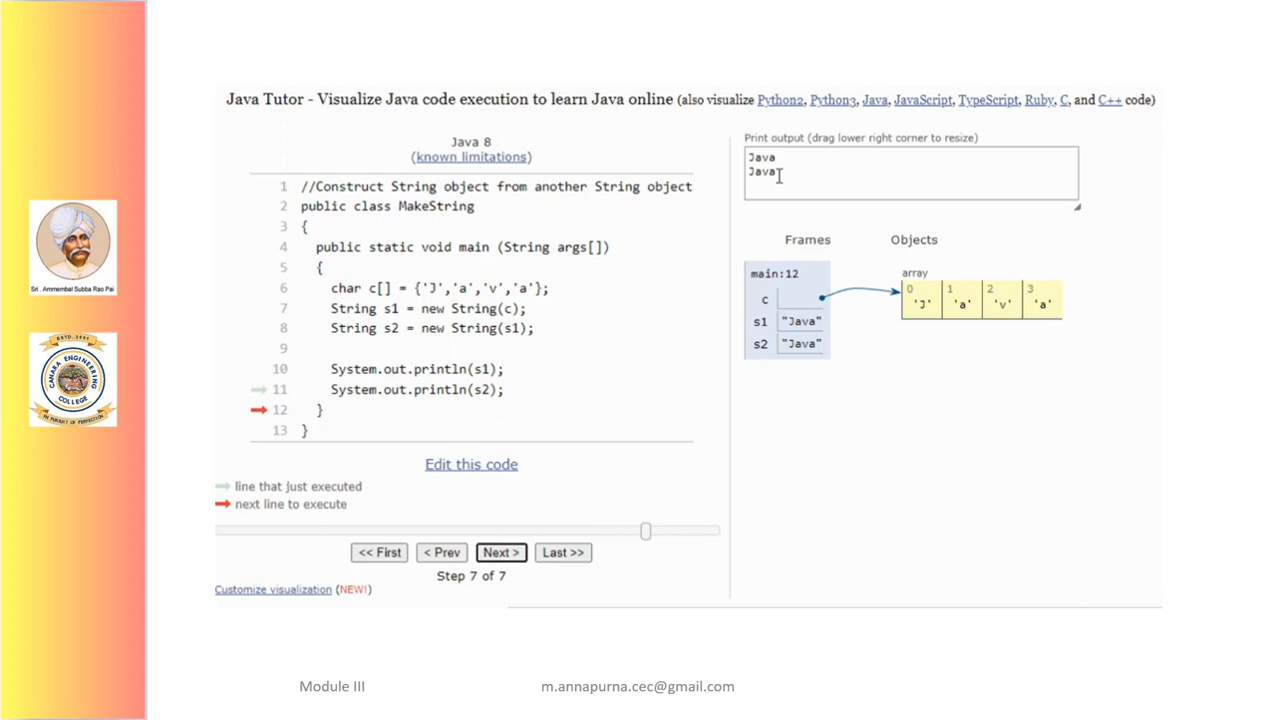 Java Tutor - Visualize Java code execution to learn Java online (also visualize Python2, Python3, Java, JavaScript, TypeScript, Ruby, C, and C++ code)
Java 8
(known limitations)
1 //Construct String object from another String object
2 public class MakeString
3 {
4 public static void main (String args[])
5 {
6 char c[] = {'J','a','v','a'};
7 String s1 = new String(c);
8 String s2 = new String(s1);
9
10 System.out.println(s1);
11 System.out.println(s2);
12 }
13 }
Edit this code
line that just executed
next line to execute
<< First < Prev Next > Last >>
Step 7 of 7
Customize visualization (NEW!)
Print output (drag lower right corner to resize)
Java
Java
Frames Objects
main:12
c
s1 "Java"
s2 "Java"
array
0 1 2 3
'J' 'a' 'v' 'a'
Sri . Ammembal Subba Rao Pai
ESTD. 2001
CANARA ENGINEERING
COLLEGE
IN PURSUIT OF PERFECTION
Module III m.annapurna.cec@gmail.com